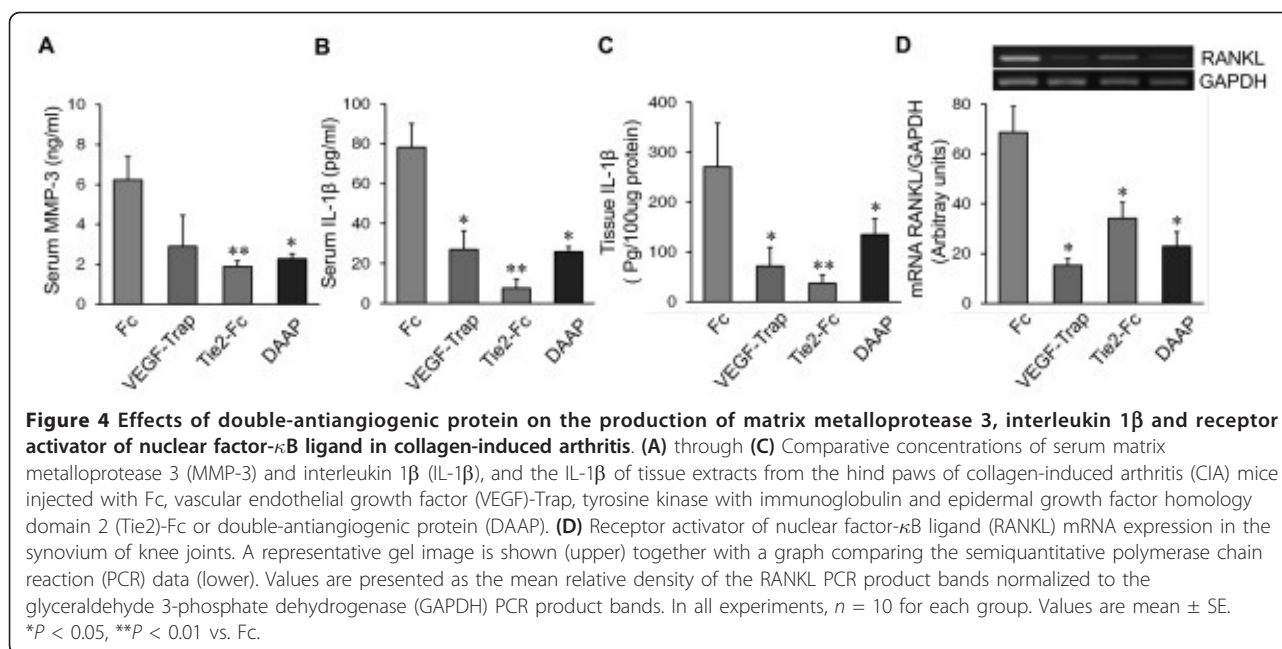 A
B
C
D
RANKL
GAPDH
Serum MMP-3 (ng/ml)
10
8
6
4
2
0
**
*
Fc
VEGF-Trap
Tie2-Fc
DAAP
Serum IL-1β (pg/ml)
100
80
60
40
20
0
*
**
*
Fc
VEGF-Trap
Tie2-Fc
DAAP
Tissue IL-1β
( Pg/100ug protein)
400
300
200
100
0
*
**
*
Fc
VEGF-Trap
Tie2-Fc
DAAP
mRNA RANKL/GAPDH
(Arbitray units)
80
60
40
20
0
*
*
*
Fc
VEGF-Trap
Tie2-Fc
DAAP
Figure 4 Effects of double-antiangiogenic protein on the production of matrix metalloprotease 3, interleukin 1β and receptor
activator of nuclear factor-κB ligand in collagen-induced arthritis. (A) through (C) Comparative concentrations of serum matrix
metalloprotease 3 (MMP-3) and interleukin 1β (IL-1β), and the IL-1β of tissue extracts from the hind paws of collagen-induced arthritis (CIA) mice
injected with Fc, vascular endothelial growth factor (VEGF)-Trap, tyrosine kinase with immunoglobulin and epidermal growth factor homology
domain 2 (Tie2)-Fc or double-antiangiogenic protein (DAAP). (D) Receptor activator of nuclear factor-κB ligand (RANKL) mRNA expression in the
synovium of knee joints. A representative gel image is shown (upper) together with a graph comparing the semiquantitative polymerase chain
reaction (PCR) data (lower). Values are presented as the mean relative density of the RANKL PCR product bands normalized to the
glyceraldehyde 3-phosphate dehydrogenase (GAPDH) PCR product bands. In all experiments, n = 10 for each group. Values are mean ± SE.
*P < 0.05, **P < 0.01 vs. Fc.